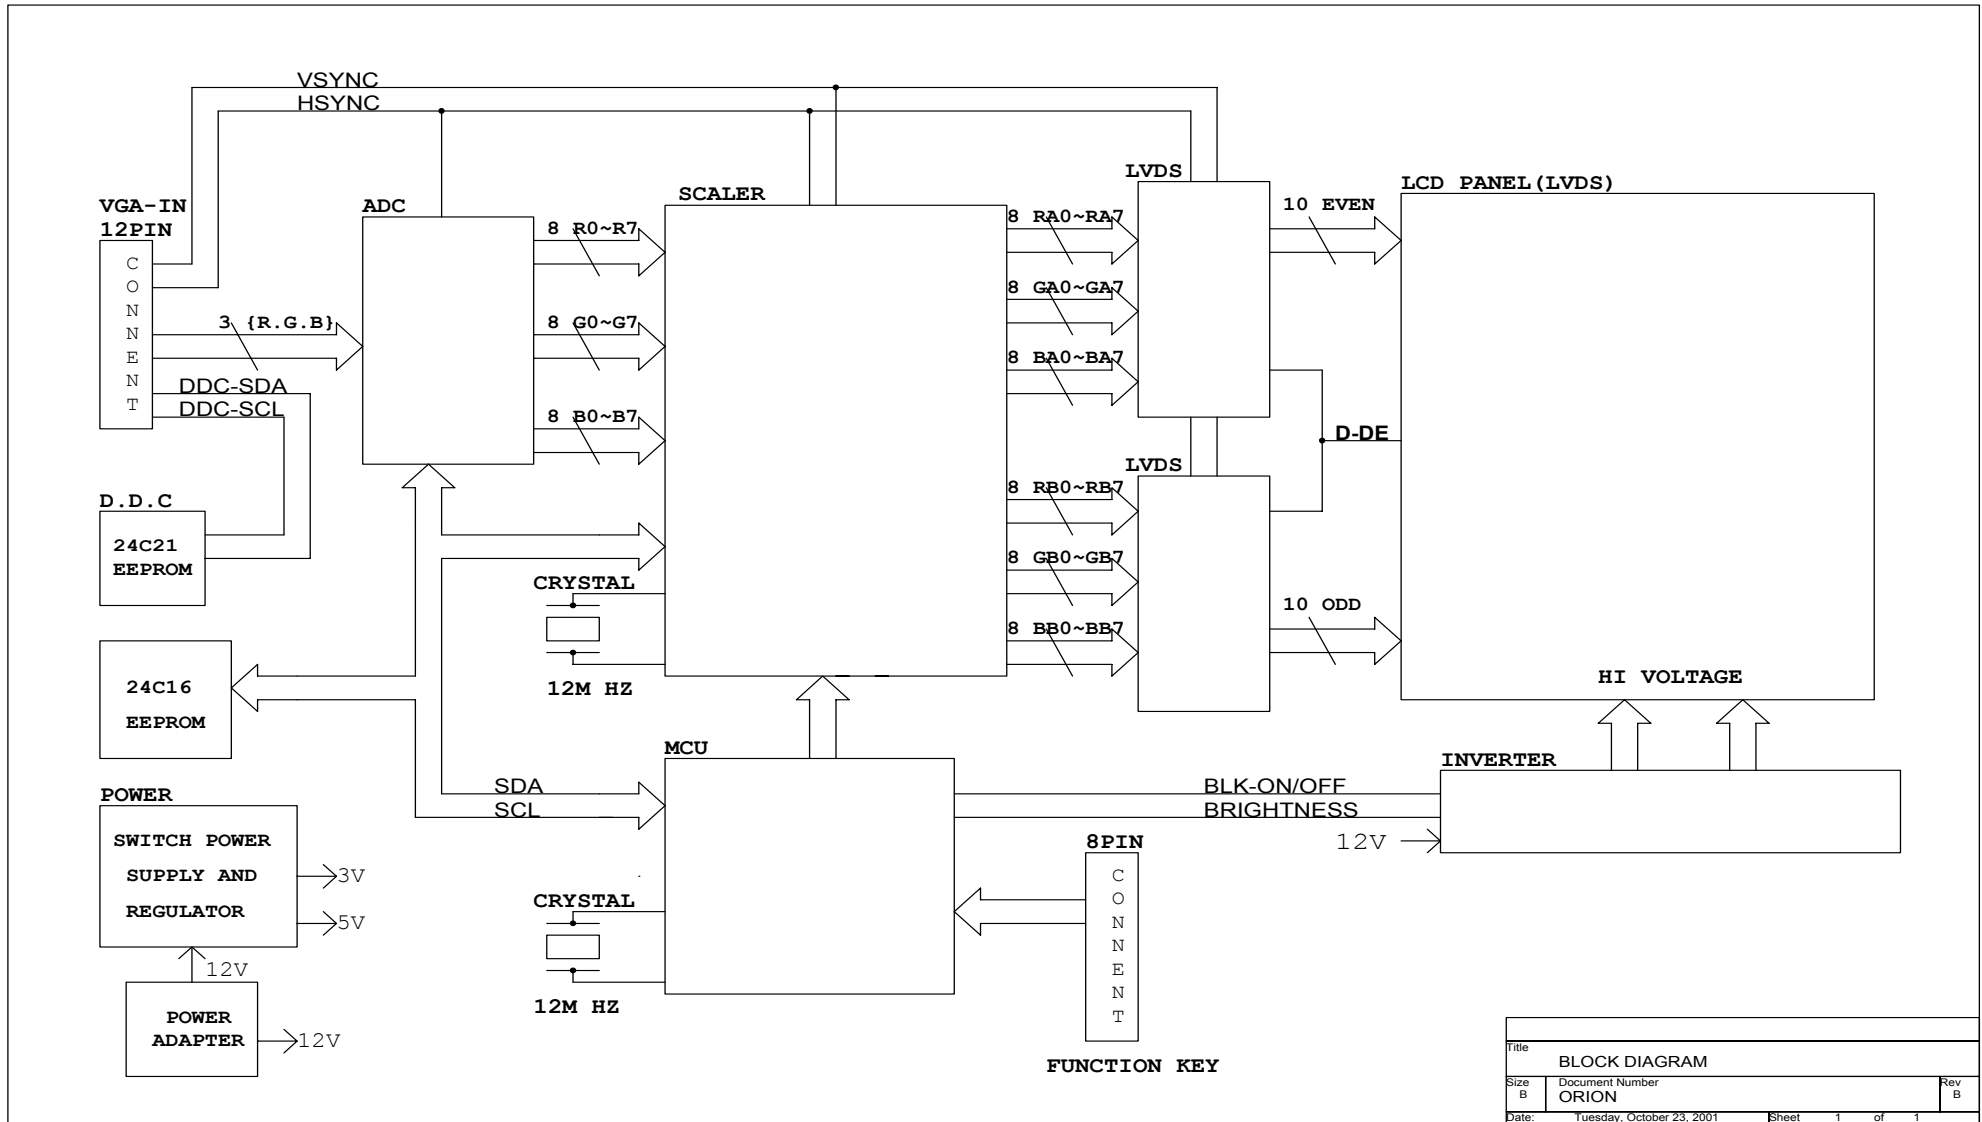 VSYNC
HSYNC
VGA-IN
12PIN
CONNENT
3 {R.G.B}
DDC-SDA
DDC-SCL
D.D.C
24C21
EEPROM
24C16
EEPROM
POWER
SWITCH POWER
SUPPLY AND
REGULATOR
3V
5V
12V
POWER
ADAPTER
12V
ADC
8 R0~R7
8 G0~G7
8 B0~B7
SCALER
CRYSTAL
12M HZ
SDA
SCL
MCU
CRYSTAL
12M HZ
8 RA0~RA7
8 GA0~GA7
8 BA0~BA7
8 RB0~RB7
8 GB0~GB7
8 BB0~BB7
LVDS
LVDS
10 EVEN
D-DE
10 ODD
LCD PANEL(LVDS)
HI VOLTAGE
INVERTER
BLK-ON/OFF
BRIGHTNESS
12V
8PIN
CONNENT
FUNCTION KEY
Title
BLOCK DIAGRAM
Size
B
Document Number
ORION
Rev
B
Date: Tuesday, October 23, 2001 Sheet 1 of 1